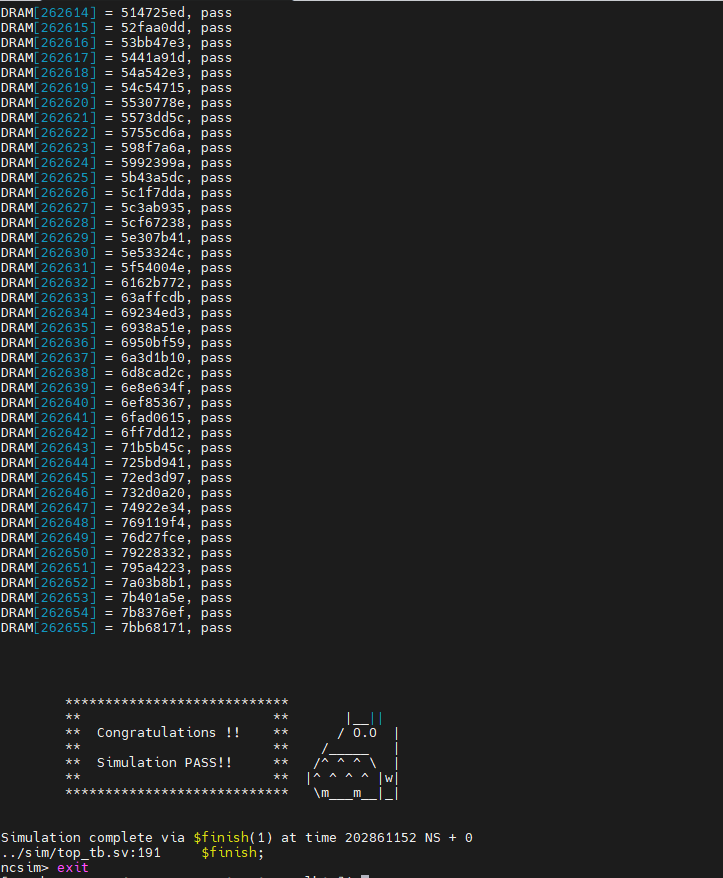 DRAM[262614] = 514725ed, pass
DRAM[262615] = 52faa0dd, pass
DRAM[262616] = 53bb47e3, pass
DRAM[262617] = 5441a91d, pass
DRAM[262618] = 54a542e3, pass
DRAM[262619] = 54c54715, pass
DRAM[262620] = 5530778e, pass
DRAM[262621] = 5573dd5c, pass
DRAM[262622] = 5755cd6a, pass
DRAM[262623] = 598f7a6a, pass
DRAM[262624] = 5992399a, pass
DRAM[262625] = 5b43a5dc, pass
DRAM[262626] = 5c1f7dda, pass
DRAM[262627] = 5c3ab935, pass
DRAM[262628] = 5cf67238, pass
DRAM[262629] = 5e307b41, pass
DRAM[262630] = 5e53324c, pass
DRAM[262631] = 5f54004e, pass
DRAM[262632] = 6162b772, pass
DRAM[262633] = 63affcdb, pass
DRAM[262634] = 69234ed3, pass
DRAM[262635] = 6938a51e, pass
DRAM[262636] = 6950bf59, pass
DRAM[262637] = 6a3d1b10, pass
DRAM[262638] = 6d8cad2c, pass
DRAM[262639] = 6e8e634f, pass
DRAM[262640] = 6ef85367, pass
DRAM[262641] = 6fad0615, pass
DRAM[262642] = 6ff7dd12, pass
DRAM[262643] = 71b5b45c, pass
DRAM[262644] = 725bd941, pass
DRAM[262645] = 72ed3d97, pass
DRAM[262646] = 732d0a20, pass
DRAM[262647] = 74922e34, pass
DRAM[262648] = 769119f4, pass
DRAM[262649] = 76d27fce, pass
DRAM[262650] = 79228332, pass
DRAM[262651] = 795a4223, pass
DRAM[262652] = 7a03b8b1, pass
DRAM[262653] = 7b401a5e, pass
DRAM[262654] = 7b8376ef, pass
DRAM[262655] = 7bb68171, pass
****************************
**                        **       |__||
**  Congratulations !!    **      / O.O  |
**                        **    /_____   |
**  Simulation PASS!!     **   /^ ^ ^ \  |
**                        **  |^ ^ ^ ^ |w|
****************************   \m___m__|_|
Simulation complete via $finish(1) at time 202861152 NS + 0
../sim/top_tb.sv:191     $finish;
ncsim> exit